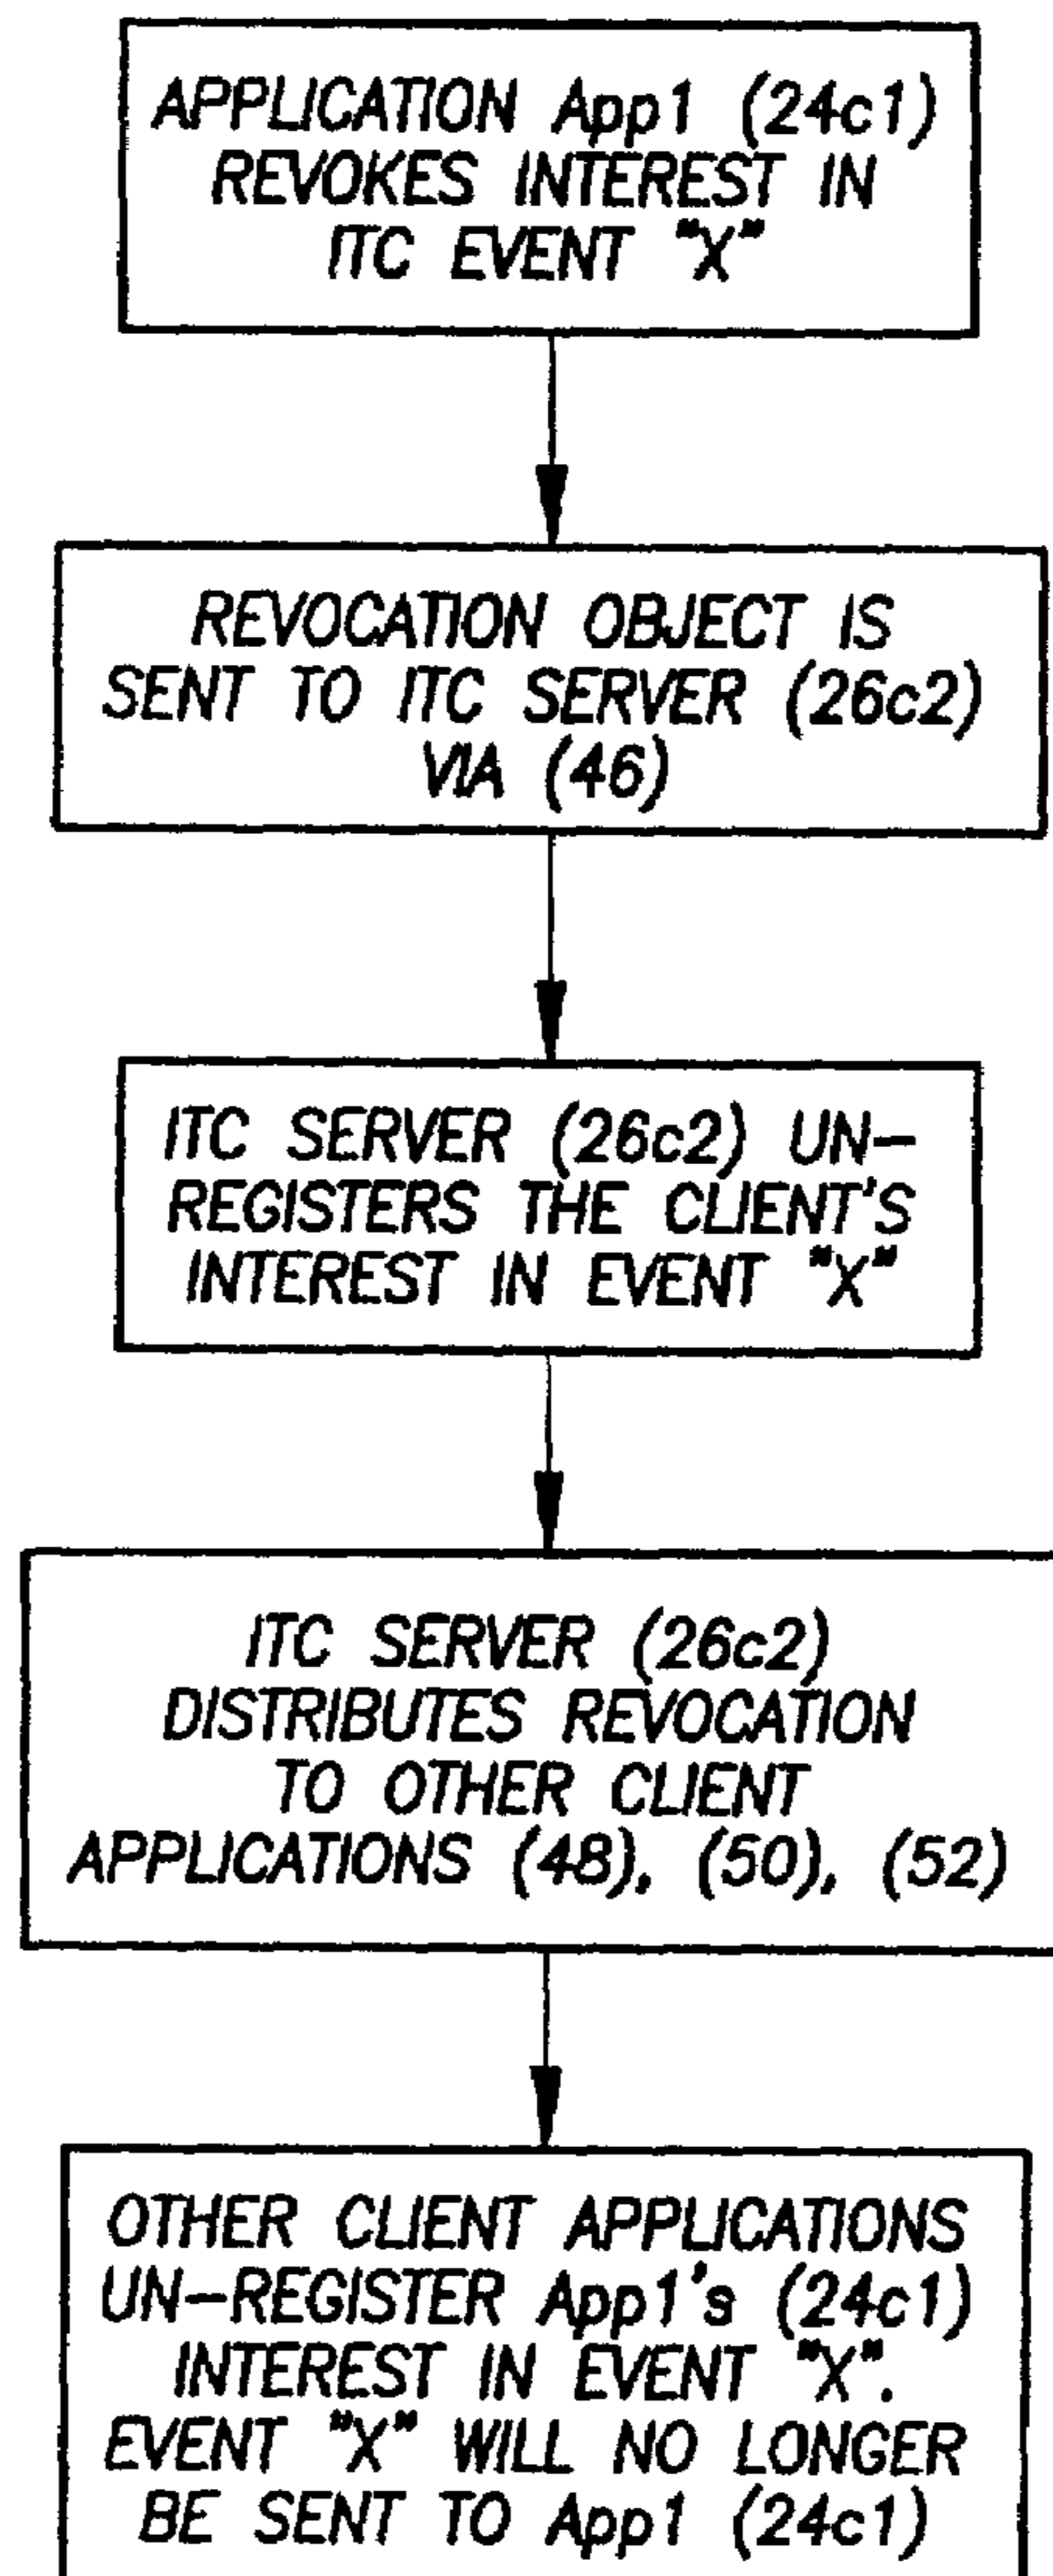 APPLICATION App1 (24c1)
REVOKES INTEREST IN
ITC EVENT "X"
REVOCATION OBJECT IS
SENT TO ITC SERVER (26c2)
VIA (46)
ITC SERVER (26c2) UN-
REGISTERS THE CLIENT'S
INTEREST IN EVENT "X"
ITC SERVER (26c2)
DISTRIBUTES REVOCATION
TO OTHER CLIENT
APPLICATIONS (48), (50), (52)
OTHER CLIENT APPLICATIONS
UN-REGISTER App1's (24c1)
INTEREST IN EVENT "X".
EVENT "X" WILL NO LONGER
BE SENT TO App1 (24c1)